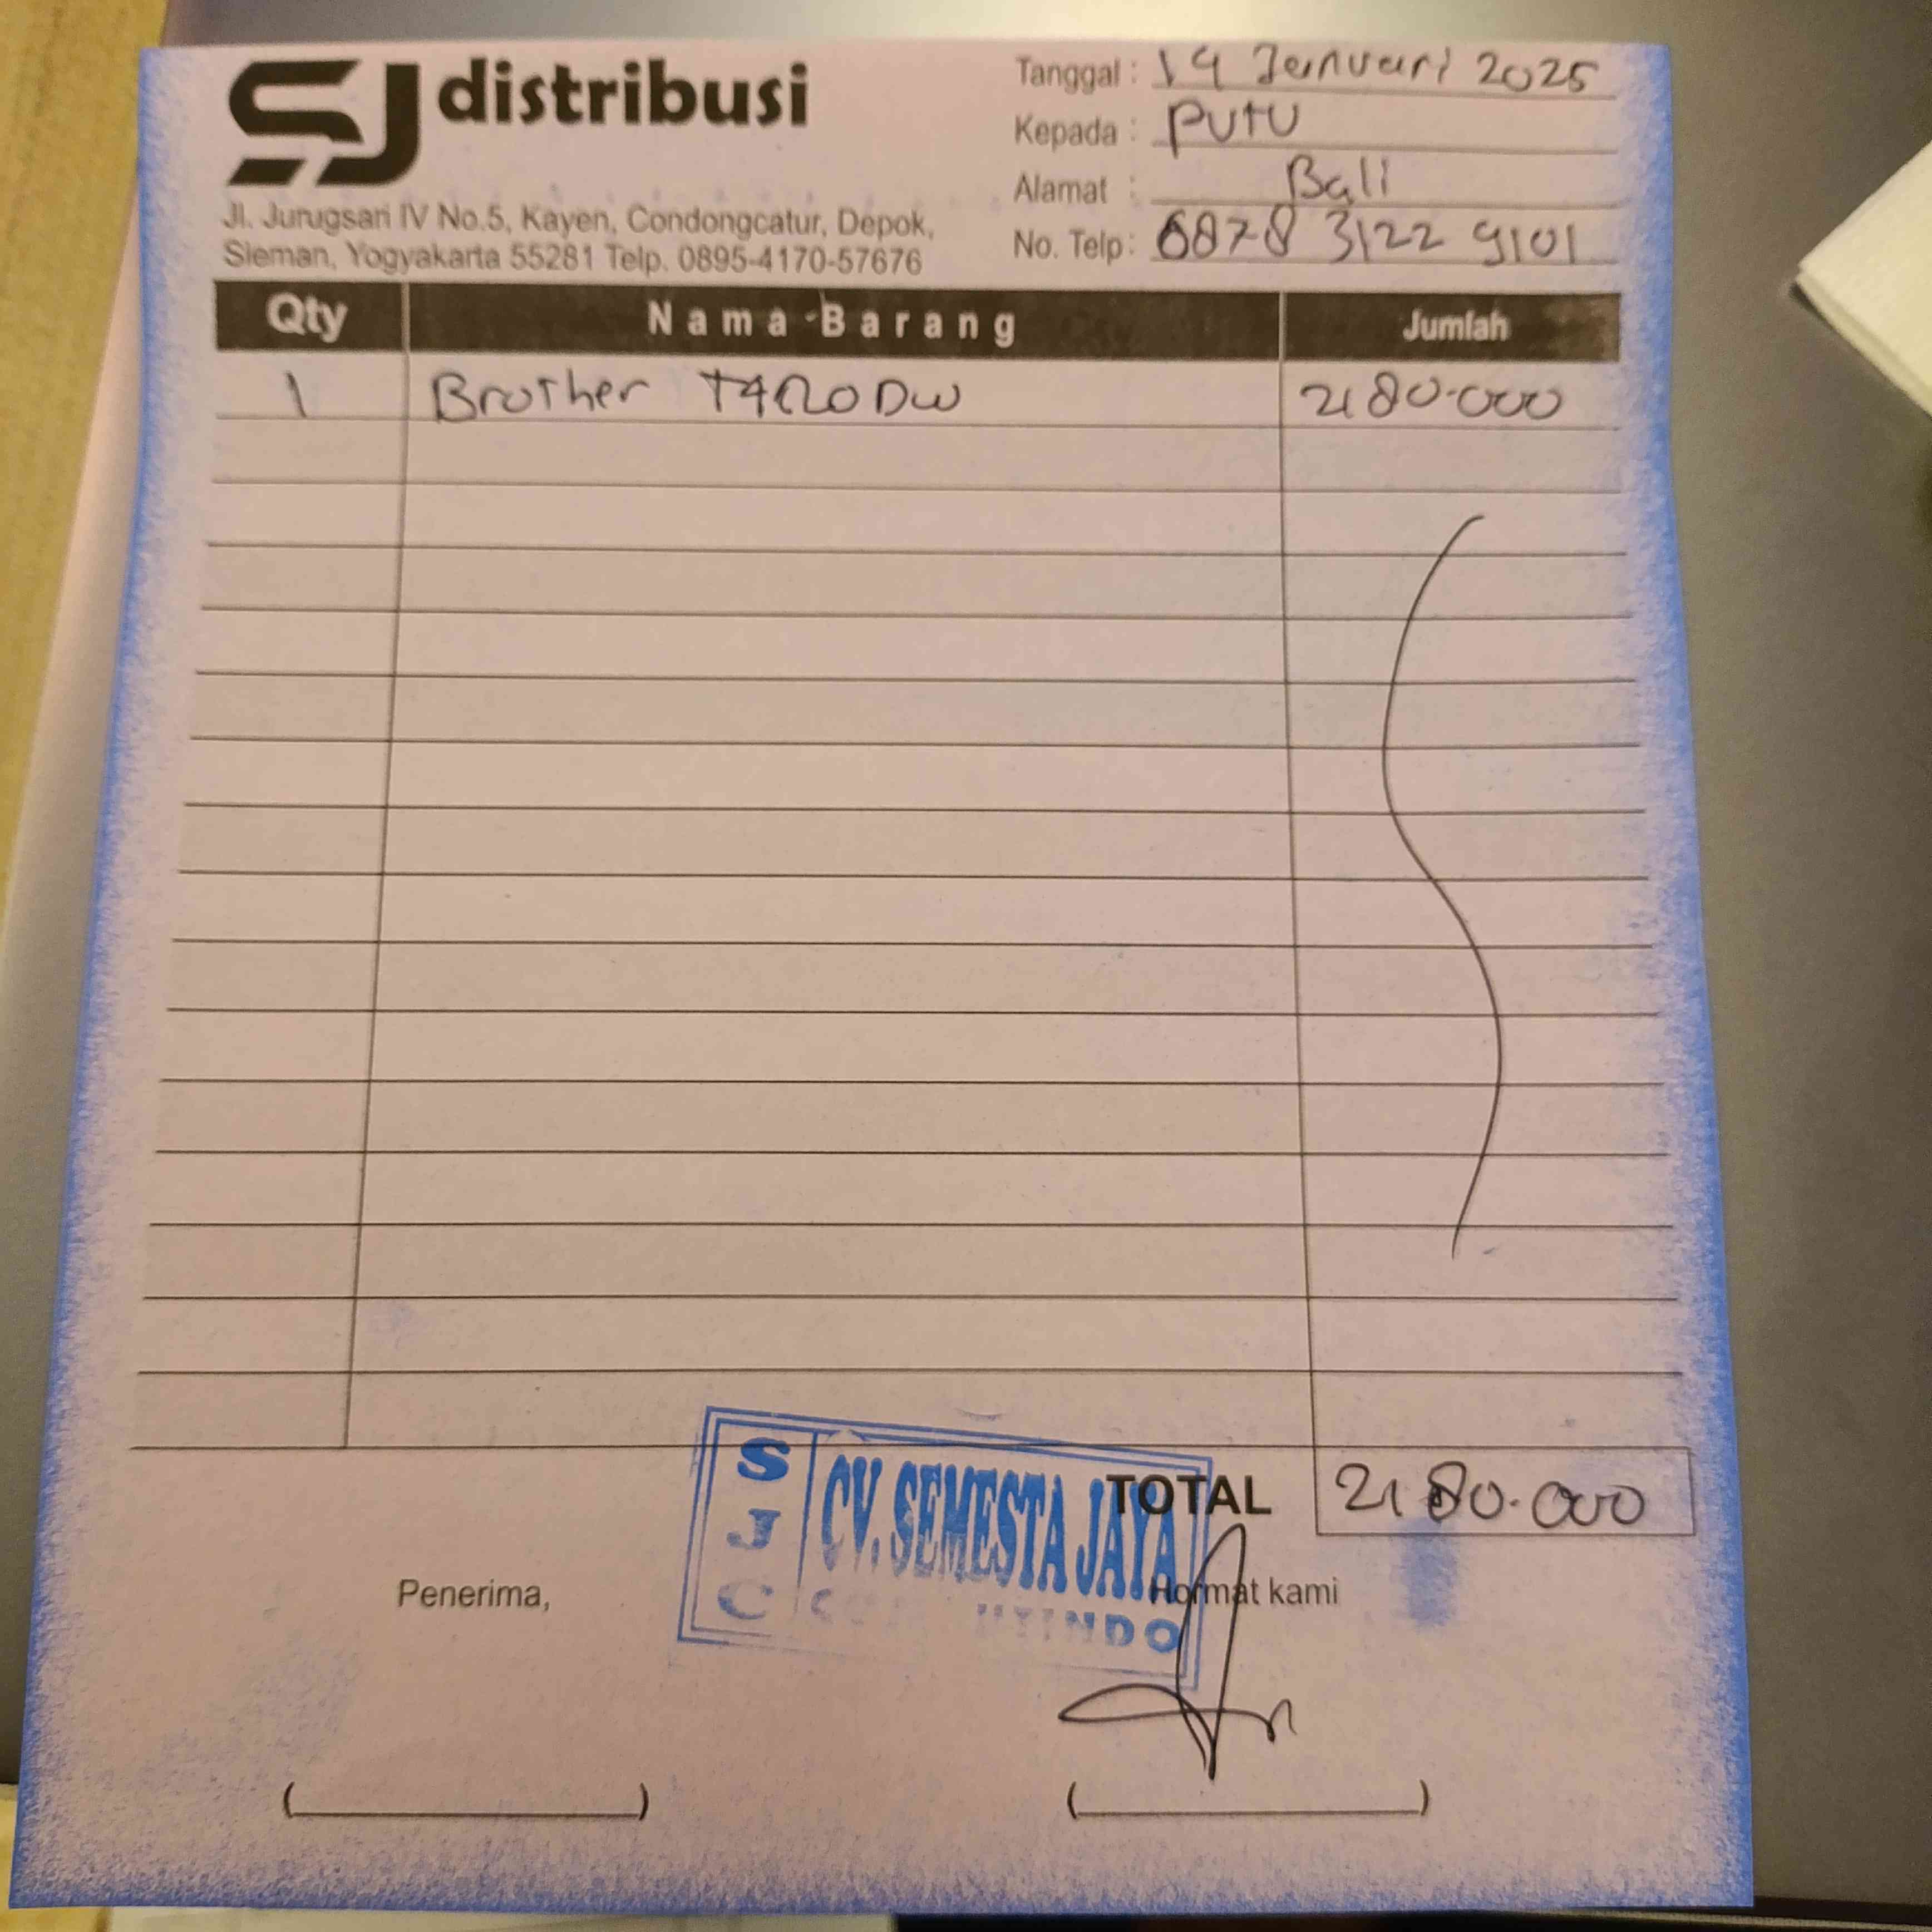 SJ distribusi
Jl. Jurugsari IV No.5, Kayen, Condongcatur, Depok,
Sleman, Yogyakarta 55281 Telp. 0895-4170-57676
Tanggal : 19 Januari 2025
Kepada : PUTU
Alamat : Bali
No. Telp: 0878 3122 9101
Qty Nama Barang Jumlah
1 Brother T420DW 2180.000
TOTAL 2180.000
S J C
CV. SEMESTA JAYA
Penerima, Hormat kami
( ) ( )